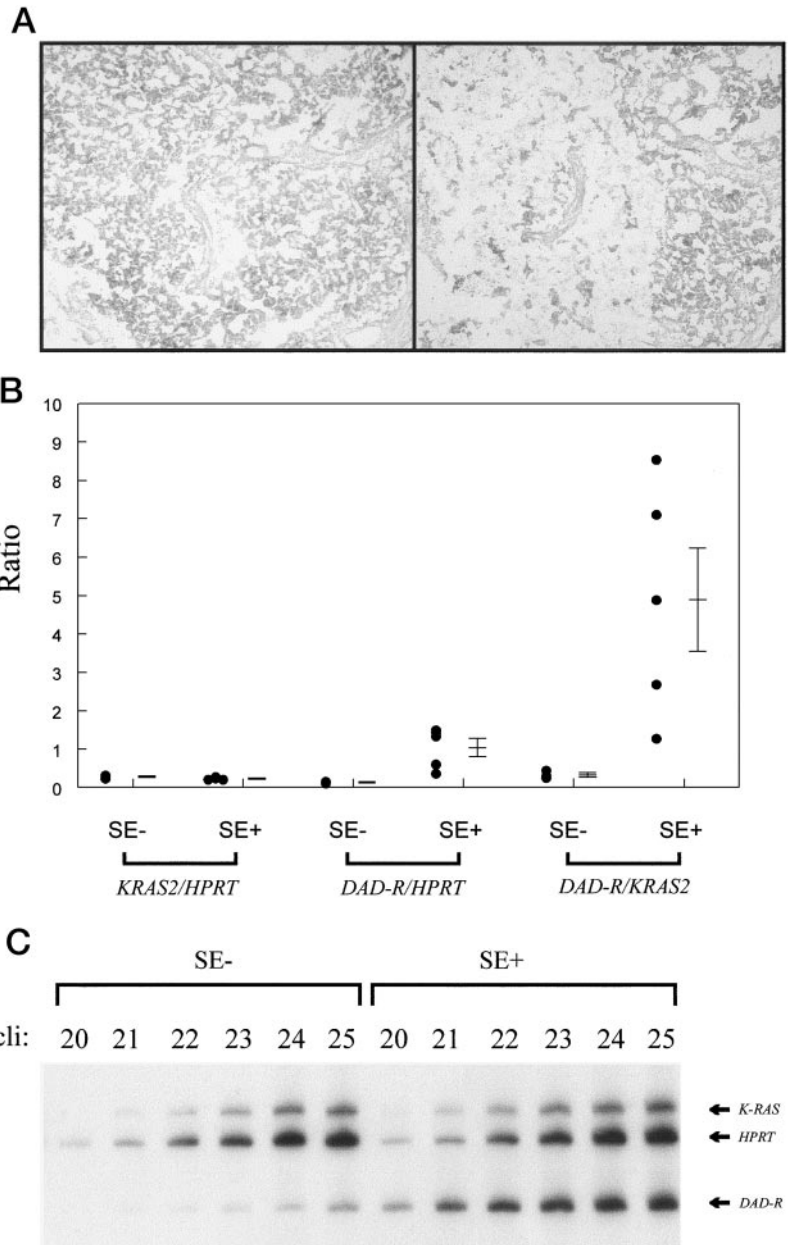 A
B
10
9
8
7
6
5
4
3
2
1
0
Ratio
SE- SE+ SE- SE+ SE- SE+
KRAS2/HPRT DAD-R/HPRT DAD-R/KRAS2
C
SE- SE+
cli: 20 21 22 23 24 25 20 21 22 23 24 25
K-RAS
HPRT
DAD-R